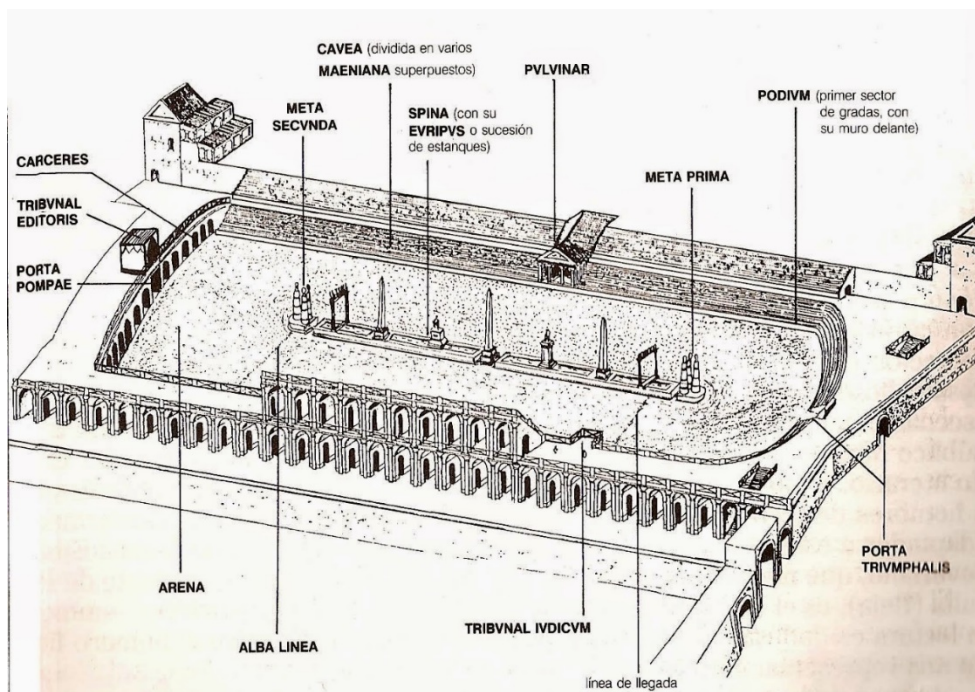 CAVEA (dividida en varios
MAENIANA superpuestos)
PVLVINAR
META
SECVNDA
SPINA (con su
EVRIPVS o sucesión
de estanques)
PODIVM (primer sector
de gradas, con
su muro delante)
CARCERES
META PRIMA
TRIBVNAL
EDITORIS
PORTA
POMPAE
PORTA
TRIVMPHALIS
ARENA
TRIBVNAL IVDICVM
ALBA LINEA
línea de llegada